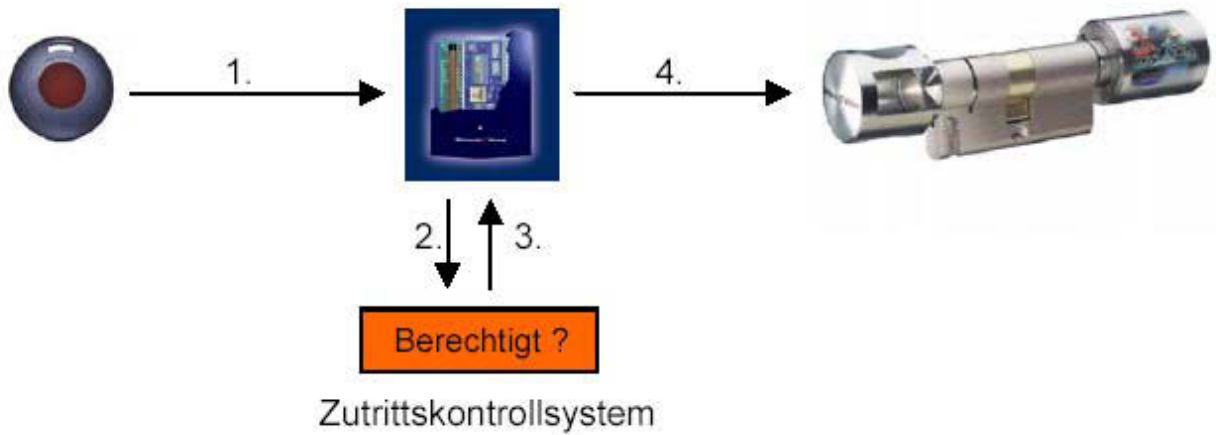 1.
4.
2.
3.
Berechtigt ?
Zutrittskontrollsystem